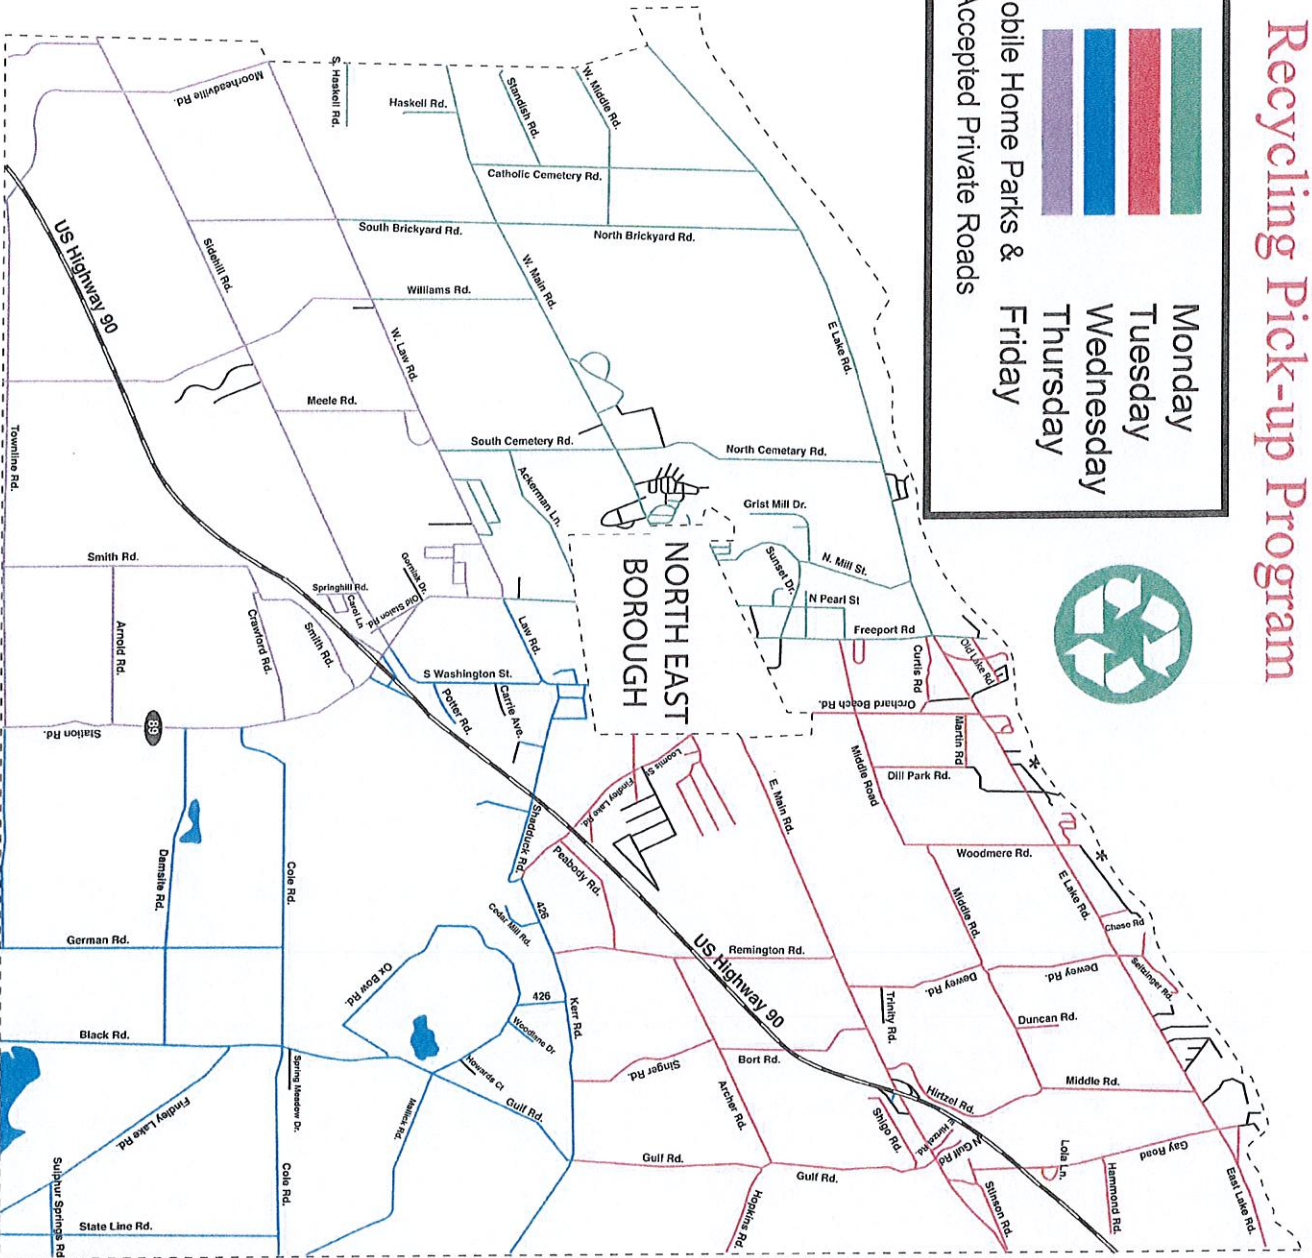 Recycling Pick-up Program
Monday
Tuesday
Wednesday
Thursday
obile Home Parks & Friday
Accepted Private Roads
Moorheadville Rd.
S. Haskell Rd.
Haskell Rd.
Standish Rd.
W. Middle Rd.
Catholic Cemetery Rd.
South Brickyard Rd.
North Brickyard Rd.
US Highway 90
Sidehill Rd.
Williams Rd.
W. Main Rd.
W. Law Rd.
E Lake Rd.
Meele Rd.
Townline Rd.
South Cemetery Rd.
North Cemetary Rd.
Ackerman Ln.
Grist Mill Dr.
N. Mill St.
Sunset Dr.
N Pearl St
NORTH EAST
BOROUGH
Smith Rd.
Springhill Rd.
Carol Ln
Gornisk Dr.
Old Staion Rd
Crawford Rd.
Smith Rd.
Arnold Rd.
Law Rd.
Freeport Rd
Curtis Rd
Old Lake Rd
S Washington St.
Potter Rd.
Carrie Ave.
Orchard Beach Rd.
Martin Rd
Station Rd.
89
Dill Park Rd.
Middle Road
E. Main Rd.
Loomis St
Findley Lake Rd.
Shadduck Rd.
Peabody Rd.
Woodmere Rd.
E Lake Rd.
Middle Rd.
Damsite Rd.
Cole Rd.
426
Cedar Mill Rd.
German Rd.
Remington Rd.
US Highway 90
Chase Rd
Seltzinger Rd.
Dewey Rd.
Dewey Rd.
Ox Bow Rd.
426
Kerr Rd.
Trinity Rd.
Duncan Rd.
Black Rd.
Woodlane Dr
Howards Ct
Spring Meadow Dr.
Bort Rd.
Singer Rd.
Middle Rd.
Hirtzel Rd.
Archer Rd.
Shigo Rd.
Findley Lake Rd.
Mallick Rd.
Gulf Rd.
E Hirtzel Rd.
N Gulf Rd
Gay Road
Lola Ln.
Hammond Rd.
East Lake Rd.
Gulf Rd.
Gulf Rd.
Sulphur Springs Rd
Cole Rd.
State Line Rd.
Hopkins Rd.
Stinson Rd.
*
*